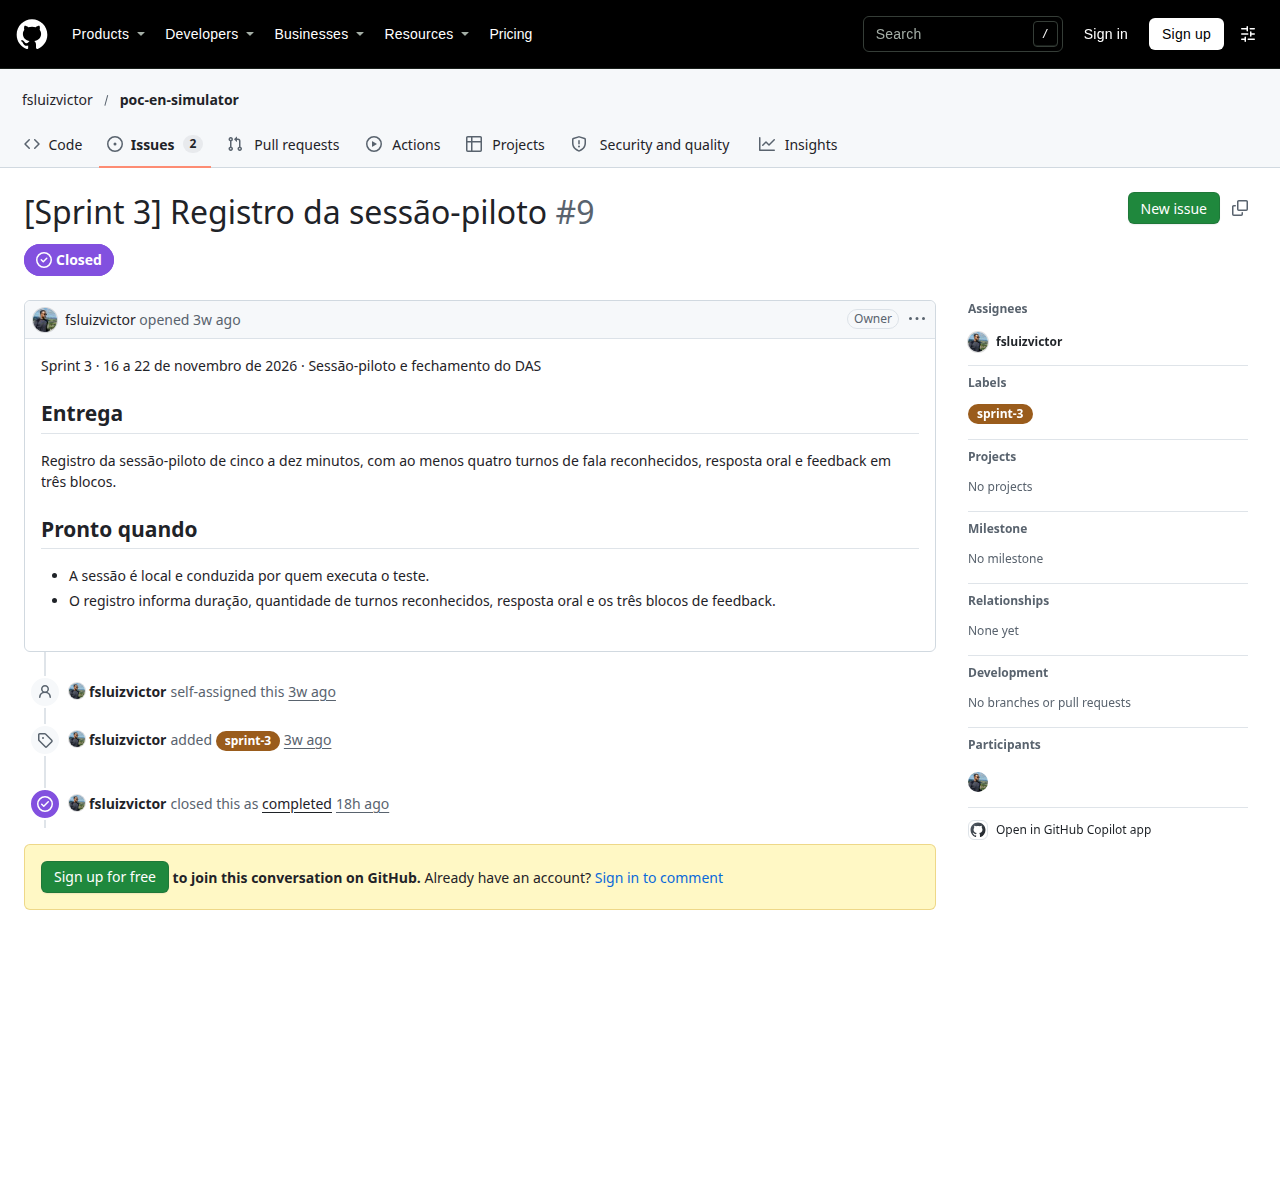 Products
Developers
Businesses
Resources
Pricing
Search
/
Sign in
Sign up
fsluizvictor / poc-en-simulator
Code
Issues 2
Pull requests
Actions
Projects
Security and quality
Insights
[Sprint 3] Registro da sessão-piloto #9
New issue
Closed
fsluizvictor opened 3w ago
Owner
Sprint 3 · 16 a 22 de novembro de 2026 · Sessão-piloto e fechamento do DAS
Entrega
Registro da sessão-piloto de cinco a dez minutos, com ao menos quatro turnos de fala reconhecidos, resposta oral e feedback em
três blocos.
Pronto quando
A sessão é local e conduzida por quem executa o teste.
O registro informa duração, quantidade de turnos reconhecidos, resposta oral e os três blocos de feedback.
fsluizvictor self-assigned this 3w ago
fsluizvictor added sprint-3 3w ago
fsluizvictor closed this as completed 18h ago
Sign up for free to join this conversation on GitHub. Already have an account? Sign in to comment
Assignees
fsluizvictor
Labels
sprint-3
Projects
No projects
Milestone
No milestone
Relationships
None yet
Development
No branches or pull requests
Participants
Open in GitHub Copilot app